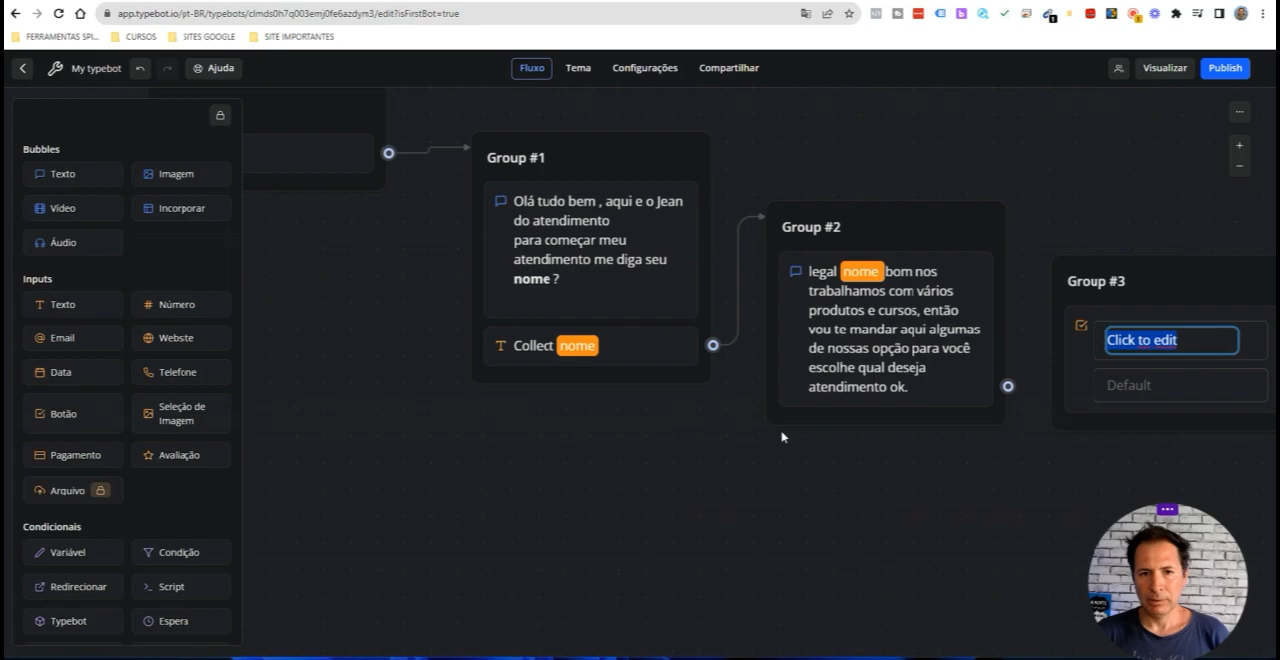 app.typebot.io/pt-BR/typebots/clmds0h7q003emj0fe6azdym3/edit?isFirstBot=true
FERRAMENTAS SPI...
CURSOS
SITES GOOGLE
SITE IMPORTANTES
My typebot
Ajuda
Fluxo
Tema
Configurações
Compartilhar
Visualizar
Publish
Bubbles
Texto
Imagem
Vídeo
Incorporar
Áudio
Inputs
Texto
Número
Email
Webste
Data
Telefone
Botão
Seleção de
Imagem
Pagamento
Avaliação
Arquivo
Condicionais
Variável
Condição
Redirecionar
Script
Typebot
Espera
Group #1
Olá tudo bem , aqui e o Jean
do atendimento
para começar meu
atendimento me diga seu
nome ?
Collect nome
Group #2
legal nome bom nos
trabalhamos com vários
produtos e cursos, então
vou te mandar aqui algumas
de nossas opção para você
escolhe qual deseja
atendimento ok.
Group #3
Click to edit
Default